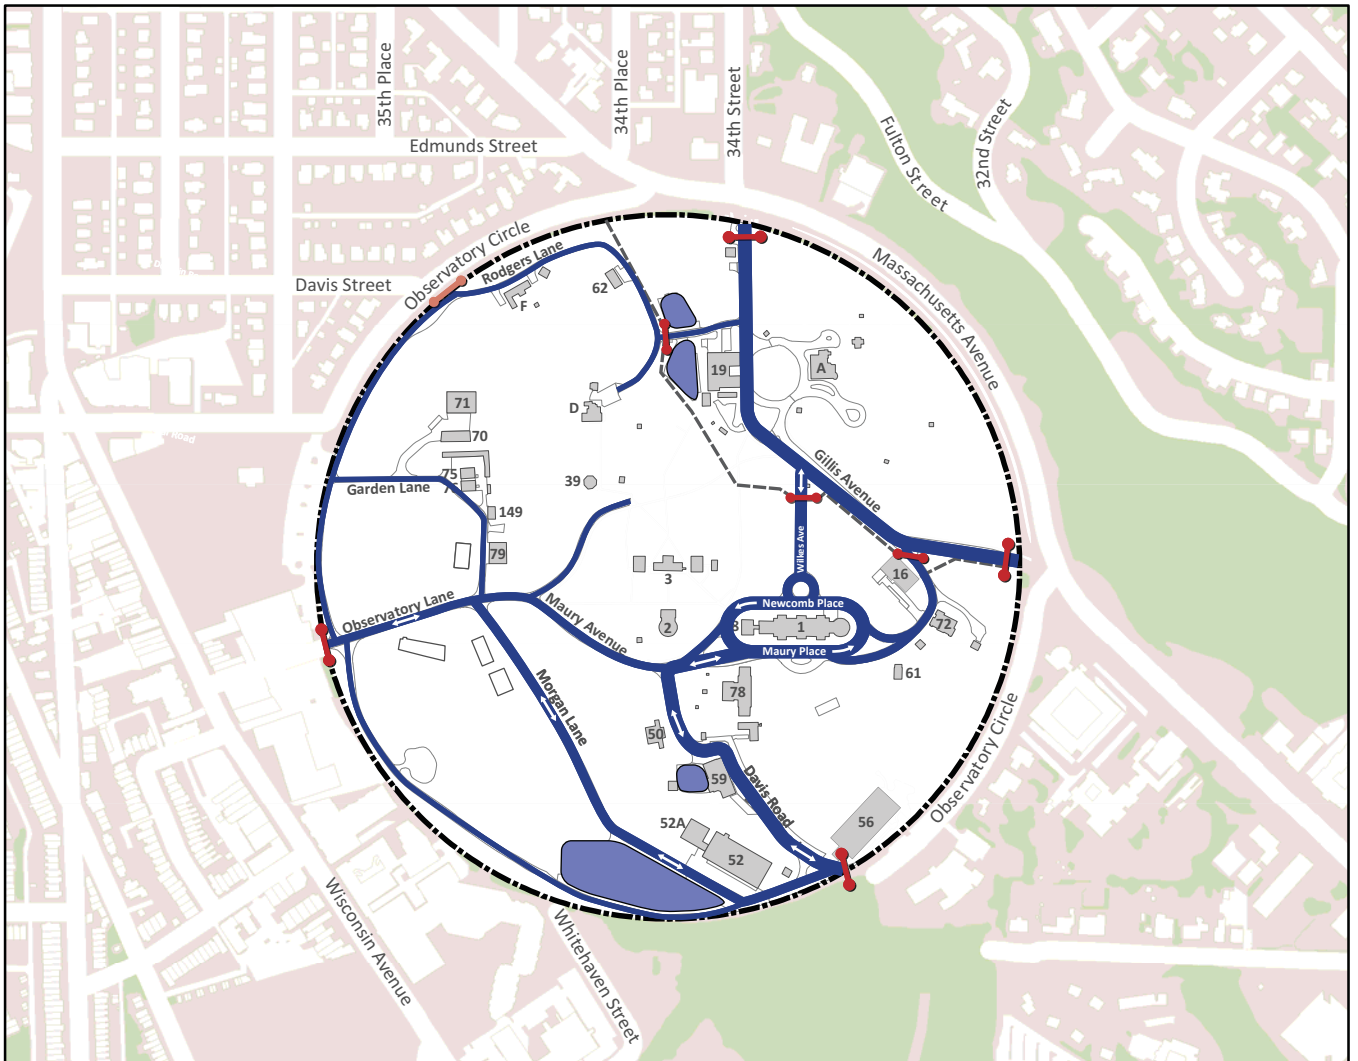 35th Place
34th Place
34th Street
Edmunds Street
Fulton Street
32nd Street
Observatory Circle
Rodgers Lane
Massachusetts Avenue
Davis Street
62
F
19
A
71
D
70
75
39
Garden Lane
Gillis Avenue
149
79
Wilkes Ave
3
16
Observatory Lane
Maury Avenue
Newcomb Place
2
1
72
Maury Place
61
78
Morgan Lane
50
59
Davis Road
Observatory Circle
52A
56
52
Wisconsin Avenue
Whitehaven Street